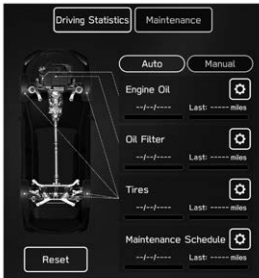 Driving Statistics
Maintenance
Auto
Manual
Engine Oil
--/--/----
Last: ----- miles
Oil Filter
--/--/----
Last: ----- miles
Tires
--/--/----
Last: ----- miles
Maintenance Schedule
--/--/----
Last: ----- miles
Reset